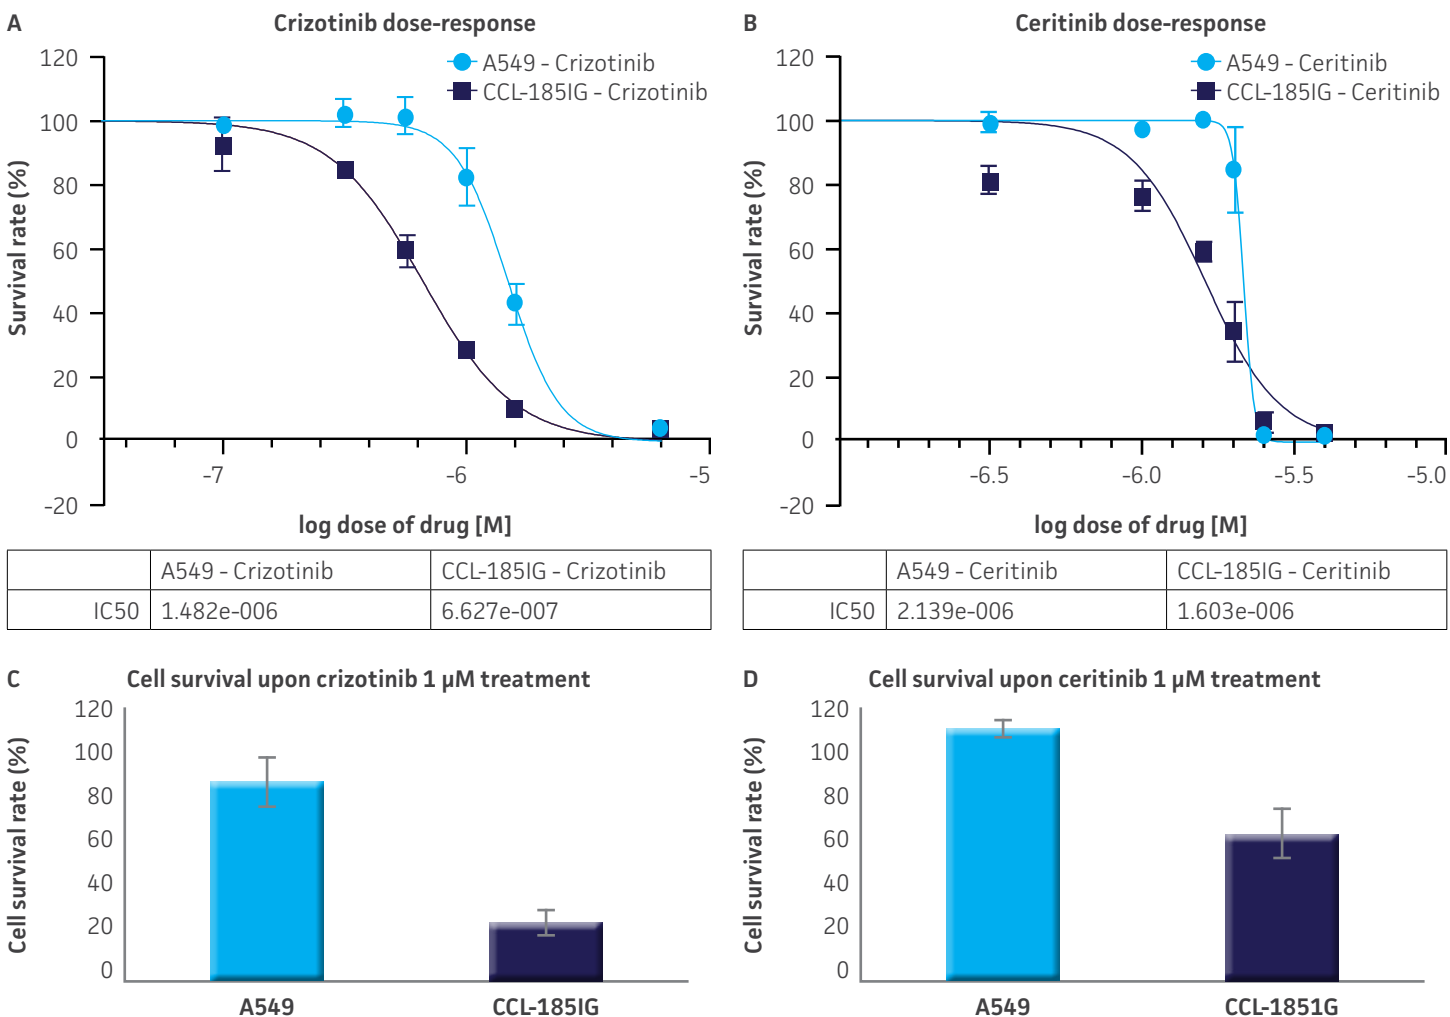 A
Crizotinib dose-response
A549 - Crizotinib
CCL-185IG - Crizotinib
Survival rate (%)
120
100
80
60
40
20
0
-20
-7
-6
-5
log dose of drug [M]
A549 - Crizotinib CCL-185IG - Crizotinib
IC50 1.482e-006 6.627e-007
B
Ceritinib dose-response
A549 - Ceritinib
CCL-185IG - Ceritinib
Survival rate (%)
120
100
80
60
40
20
0
-20
-6.5
-6.0
-5.5
-5.0
log dose of drug [M]
A549 - Ceritinib CCL-185IG - Ceritinib
IC50 2.139e-006 1.603e-006
C
Cell survival upon crizotinib 1 µM treatment
Cell survival rate (%)
120
100
80
60
40
20
0
A549
CCL-185IG
D
Cell survival upon ceritinib 1 µM treatment
Cell survival rate (%)
120
100
80
60
40
20
0
A549
CCL-1851G